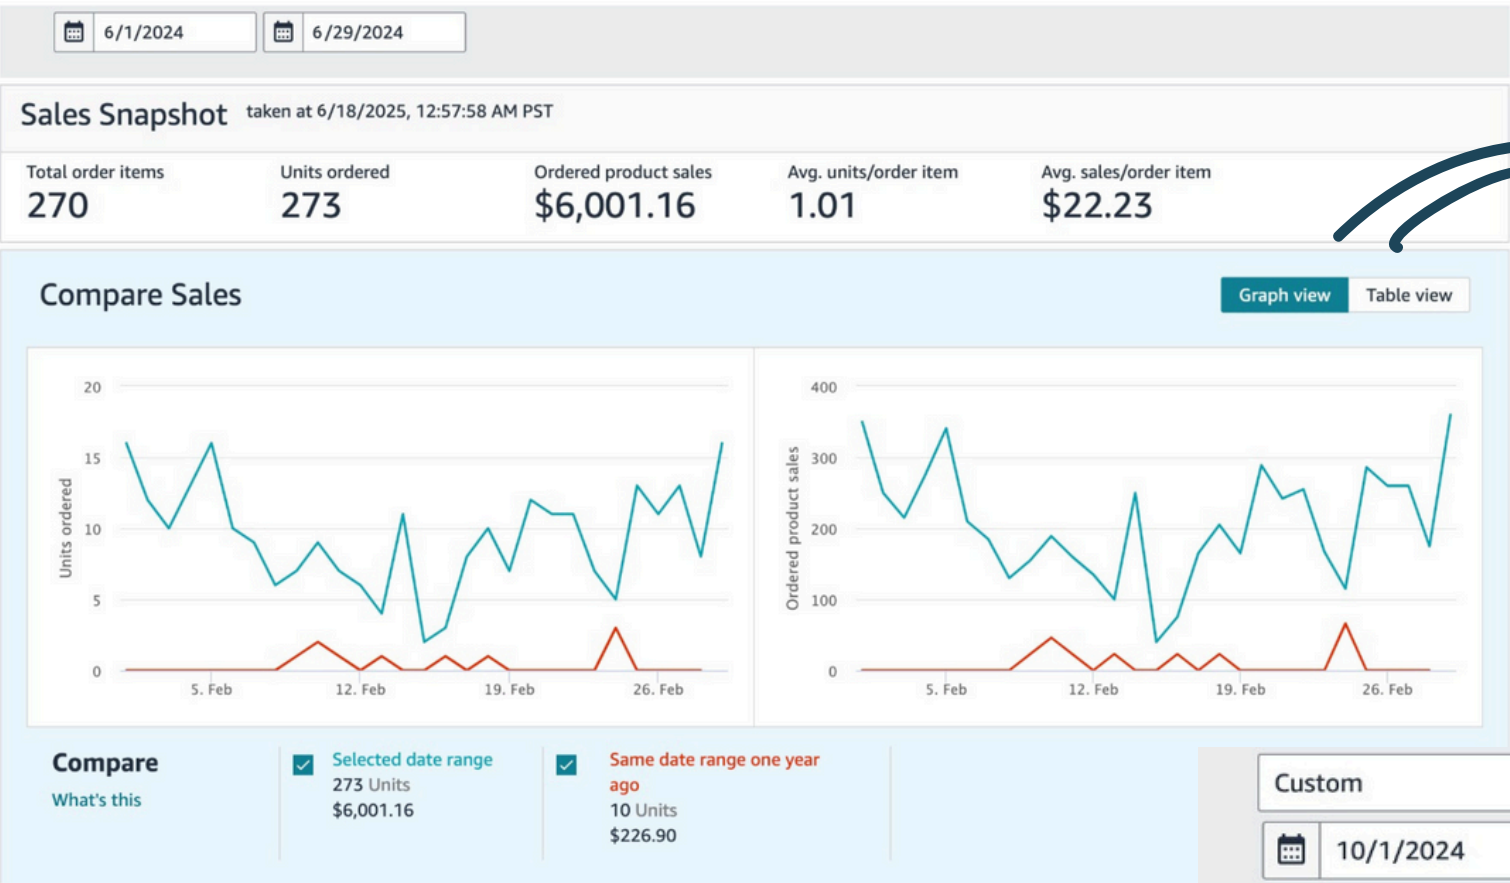 6/1/2024 6/29/2024
Sales Snapshot taken at 6/18/2025, 12:57:58 AM PST
Total order items Units ordered Ordered product sales Avg. units/order item Avg. sales/order item
270 273 $6,001.16 1.01 $22.23
Compare Sales
Graph view Table view
20
15
10
5
0
Units ordered
5. Feb 12. Feb 19. Feb 26. Feb
400
300
200
100
0
Ordered product sales
5. Feb 12. Feb 19. Feb 26. Feb
Compare
What's this
Selected date range
273 Units
$6,001.16
Same date range one year
ago
10 Units
$226.90
Custom
10/1/2024